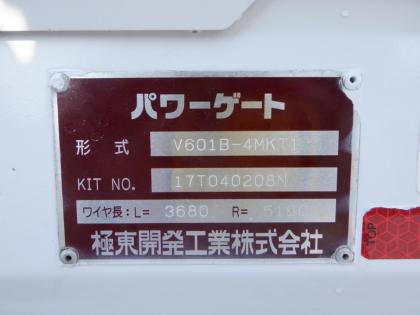 パワーゲート
形式 V601B-4MKT1
KIT NO. 17T040208N
ワイヤ長:L= 3680 R=
極東開発工業株式会社
TOP